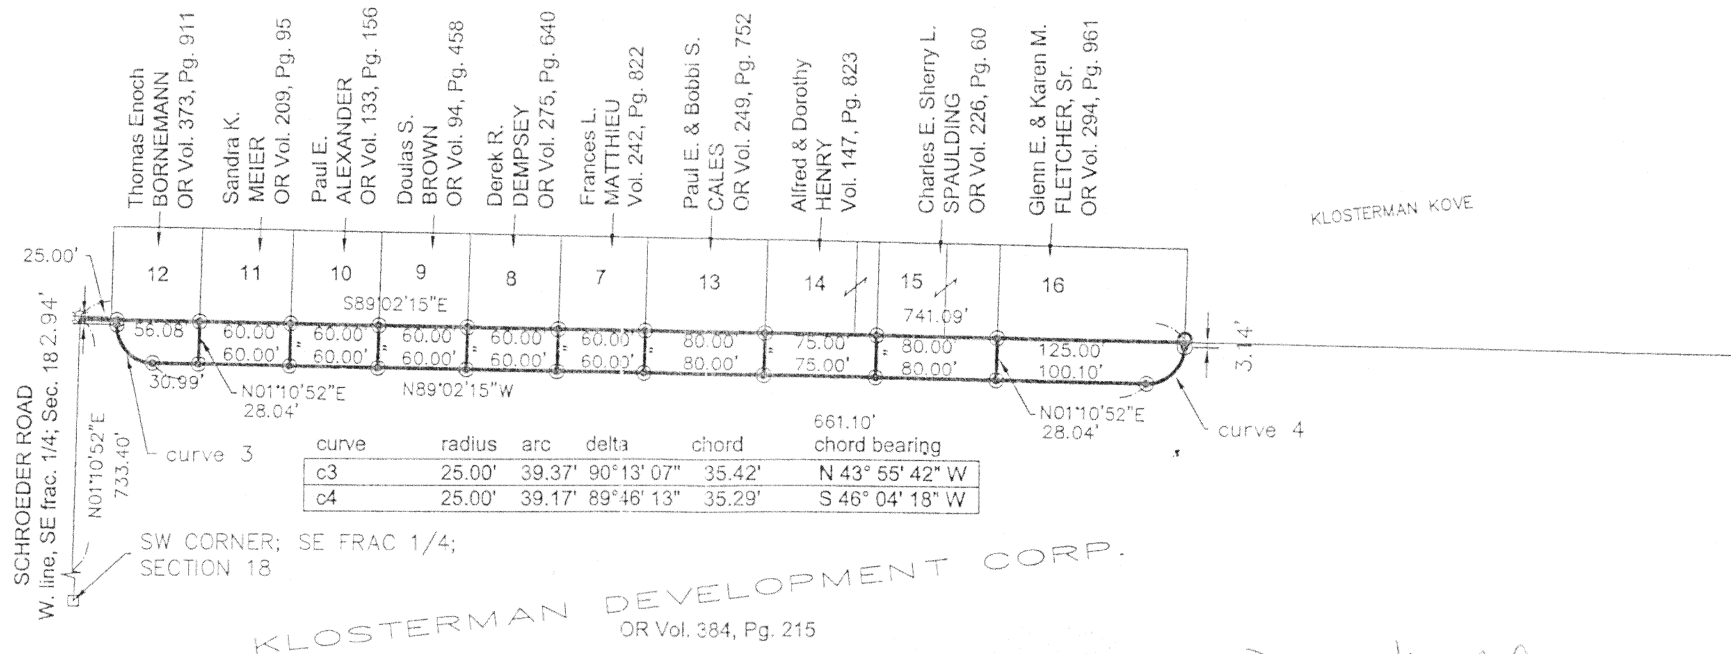 Thomas Enoch
BORNEMANN
OR Vol. 373, Pg. 911
Sandra K.
MEIER
OR Vol. 209, Pg. 95
Paul E.
ALEXANDER
OR Vol. 133, Pg. 156
Doulas S.
BROWN
OR Vol. 94, Pg. 458
Derek R.
DEMPSEY
OR Vol. 275, Pg. 640
Frances L.
MATTHIEU
Vol. 242, Pg. 822
Paul E. & Bobbi S.
CALES
OR Vol. 249, Pg. 752
Alfred & Dorothy
HENRY
Vol. 147, Pg. 823
Charles E. Sherry L.
SPAULDING
OR Vol. 226, Pg. 60
Glenn E. & Karen M.
FLETCHER, Sr.
OR Vol. 294, Pg. 961
KLOSTERMAN KOVE
25.00'
12 11 10 9 8 7 13 14 15 16
S89°02'15"E
741.09'
56.08 60.00 60.00 60.00 60.00 60.00 80.00 75.00 80.00 125.00
60.00' 60.00' 60.00' 60.00' 60.00' 80.00' 75.00' 80.00' 100.10'
3.14'
30.99'
N01°10'52"E
28.04'
N89°02'15"W
661.10'
N01°10'52"E
28.04'
curve 3
curve 4
SCHROEDER ROAD
W. line, SE frac. 1/4; Sec. 18
2.94'
N01°10'52"E
733.40'
curve radius arc delta chord chord bearing
c3 25.00' 39.37' 90°13' 07" 35.42' N 43° 55' 42" W
c4 25.00' 39.17' 89°46' 13" 35.29' S 46° 04' 18" W
SW CORNER; SE FRAC 1/4;
SECTION 18
KLOSTERMAN DEVELOPMENT CORP.
OR Vol. 384, Pg. 215